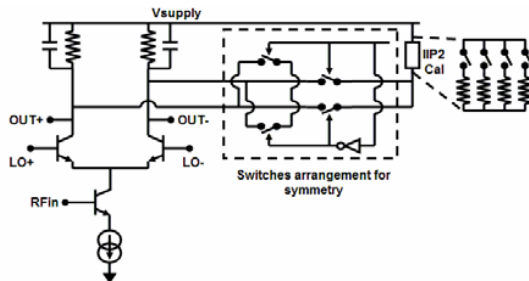 Vsupply
IIP2
Cal
OUT+
OUT-
LO+
LO-
Switches arrangement for
symmetry
RFin